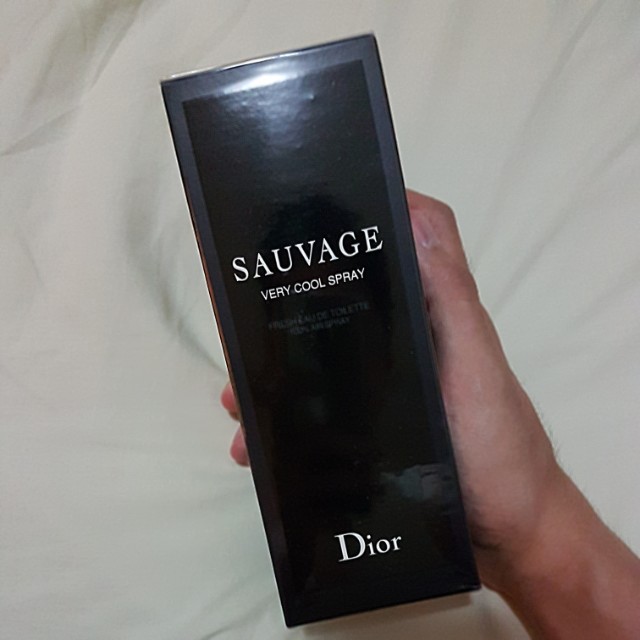 SAUVAGE
VERY COOL SPRAY
FRESH EAU DE TOILETTE
Dior